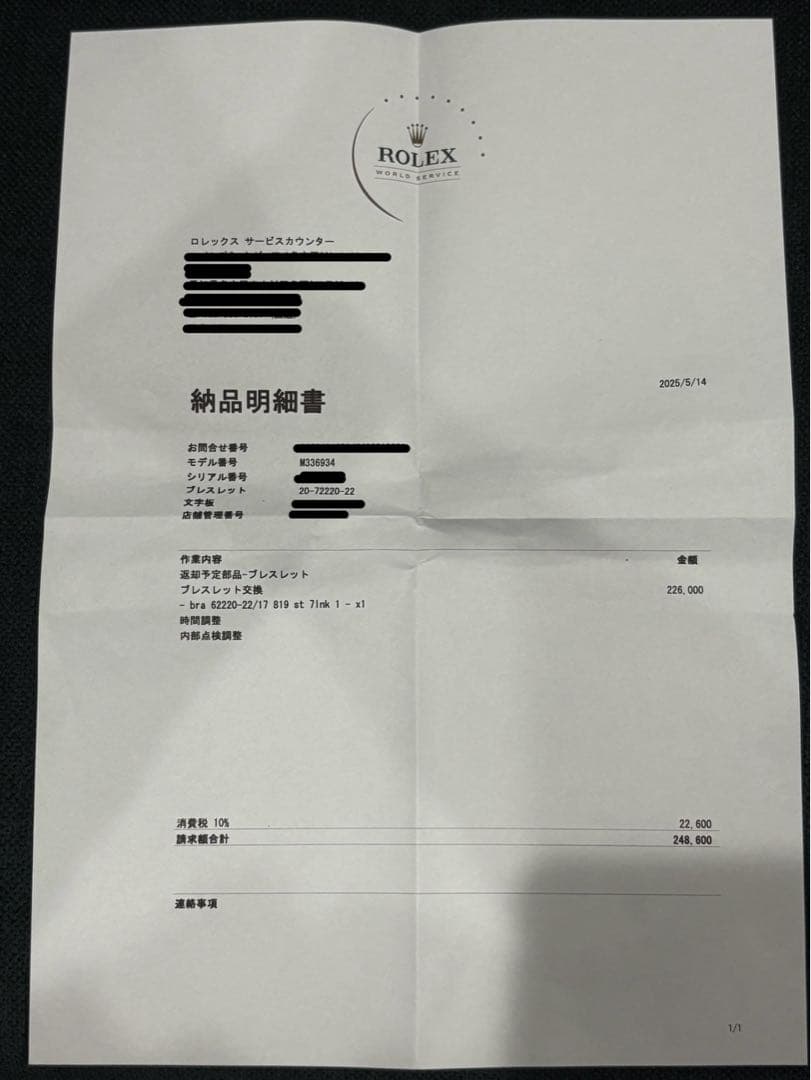 ROLEX
WORLD SERVICE
ロレックス サービスカウンター
2025/5/14
納品明細書
お問合せ番号
モデル番号 M336934
シリアル番号
ブレスレット 20-72220-22
文字板
店舗管理番号
作業内容 金額
返却予定部品-ブレスレット
ブレスレット交換 226,000
- bra 62220-22/17 819 st 7lnk 1 - x1
時間調整
内部点検調整
消費税 10% 22,600
請求額合計 248,600
連絡事項
1/1